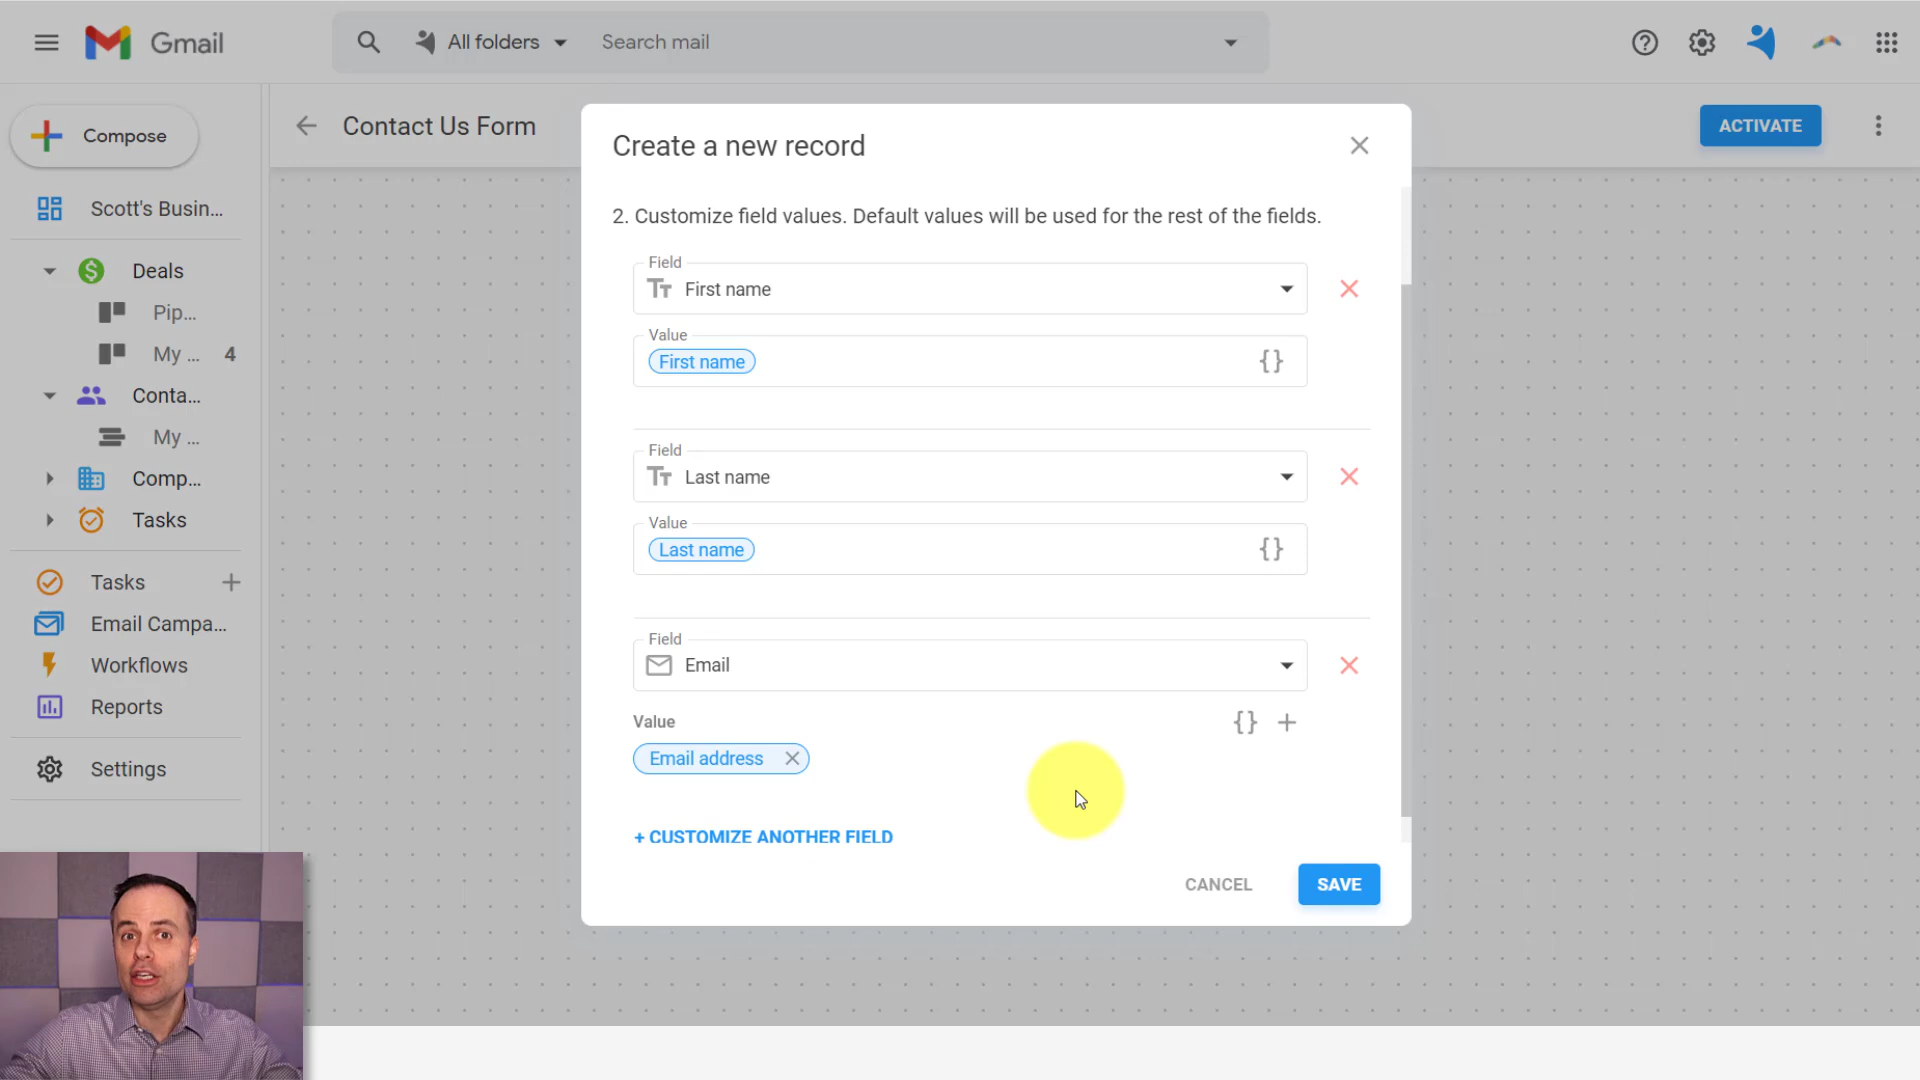 Gmail
All folders
Search mail
Compose
Contact Us Form
ACTIVATE
Scott's Busin...
Deals
Pip...
My ...
4
Conta...
My ...
Comp...
Tasks
Tasks
Email Campa...
Workflows
Reports
Settings
Create a new record
2. Customize field values. Default values will be used for the rest of the fields.
Field
First name
Value
First name
{}
Field
Last name
Value
Last name
{}
Field
Email
Value
{} +
Email address
+ CUSTOMIZE ANOTHER FIELD
CANCEL
SAVE